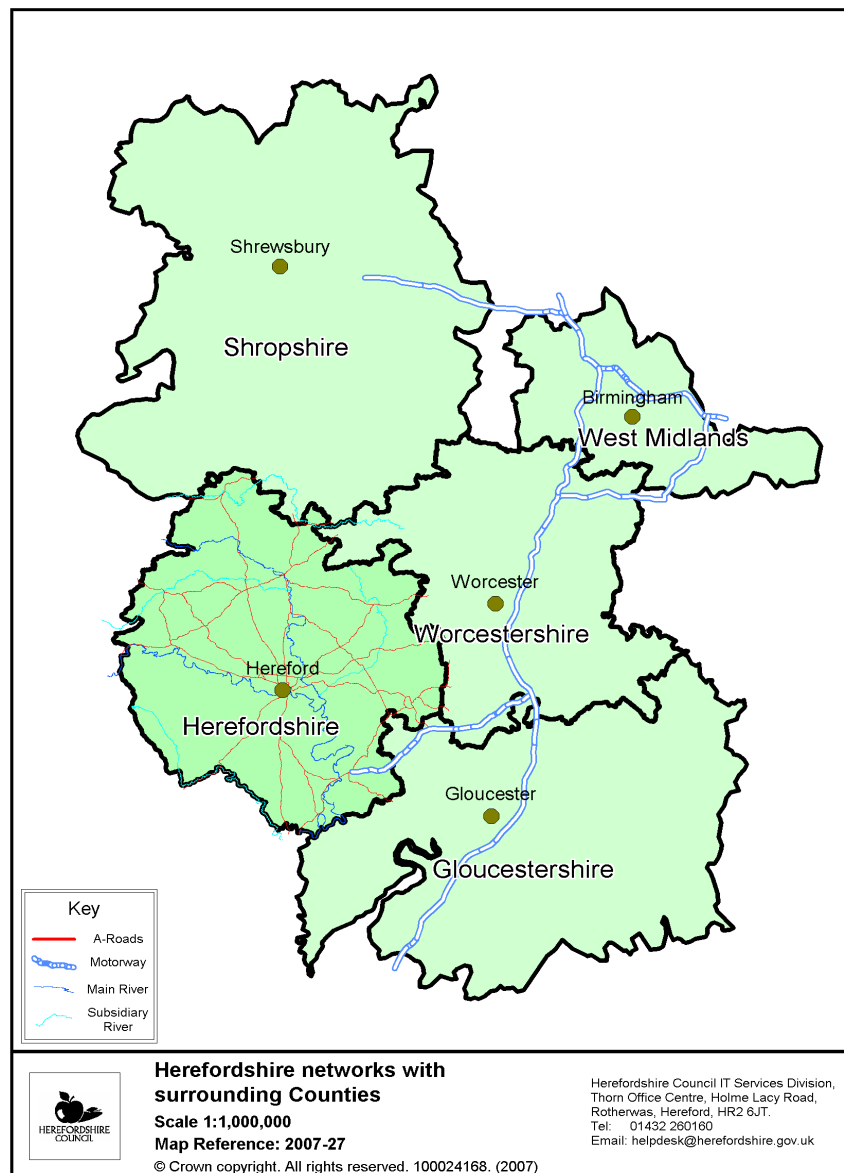 Shrewsbury
Shropshire
Birmingham
West Midlands
Worcester
Worcestershire
Hereford
Herefordshire
Gloucester
Gloucestershire
Key
A-Roads
Motorway
Main River
Subsidiary
River
HEREFORDSHIRE
COUNCIL
Herefordshire networks with
surrounding Counties
Scale 1:1,000,000
Map Reference: 2007-27
© Crown copyright. All rights reserved. 100024168. (2007)
Herefordshire Council IT Services Division,
Thorn Office Centre, Holme Lacy Road,
Rotherwas, Hereford, HR2 6JT.
Tel: 01432 260160
Email: helpdesk@herefordshire.gov.uk